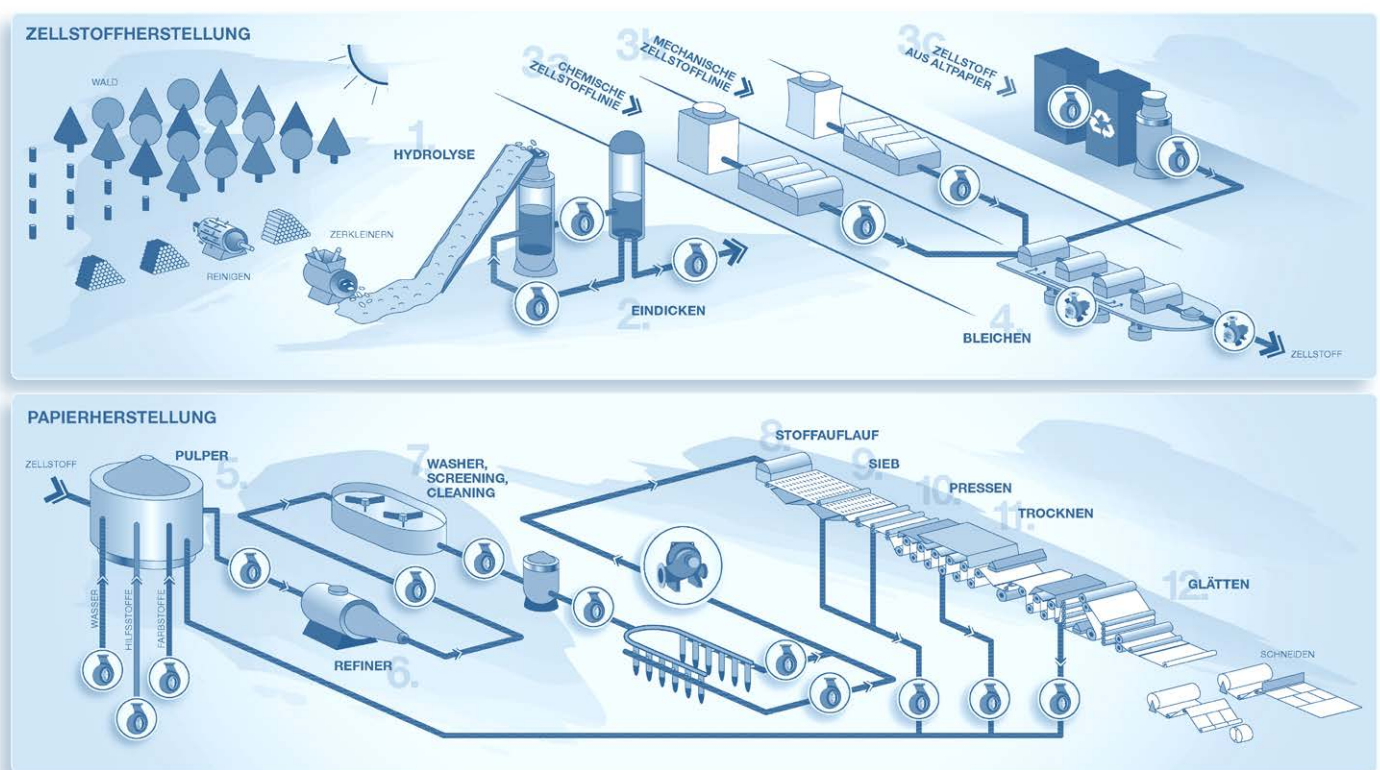 ZELLSTOFFHERSTELLUNG
WALD
REINIGEN
ZERKLEINERN
1.
HYDROLYSE
2.
EINDICKEN
3a
CHEMISCHE
ZELLSTOFFLINIE
3b
MECHANISCHE
ZELLSTOFFLINIE
3c
ZELLSTOFF
AUS ALTPAPIER
4.
BLEICHEN
ZELLSTOFF
PAPIERHERSTELLUNG
ZELLSTOFF
PULPER
5.
WASSER
HILFSSTOFFE
FARBSTOFFE
REFINER
6.
7.
WASHER,
SCREENING,
CLEANING
8.
STOFFAUFLAUF
9.
SIEB
10.
PRESSEN
11.
TROCKNEN
12.
GLÄTTEN
SCHNEIDEN